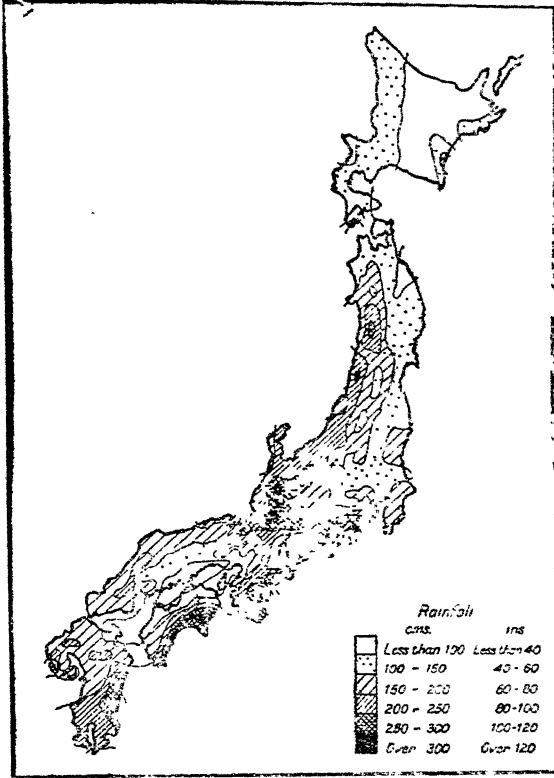 Rainfall
cms. ins
Less than 100 Less than 40
100 - 150 40 - 60
150 - 200 60 - 80
200 - 250 80-100
250 - 300 100-120
Over 300 Over 120